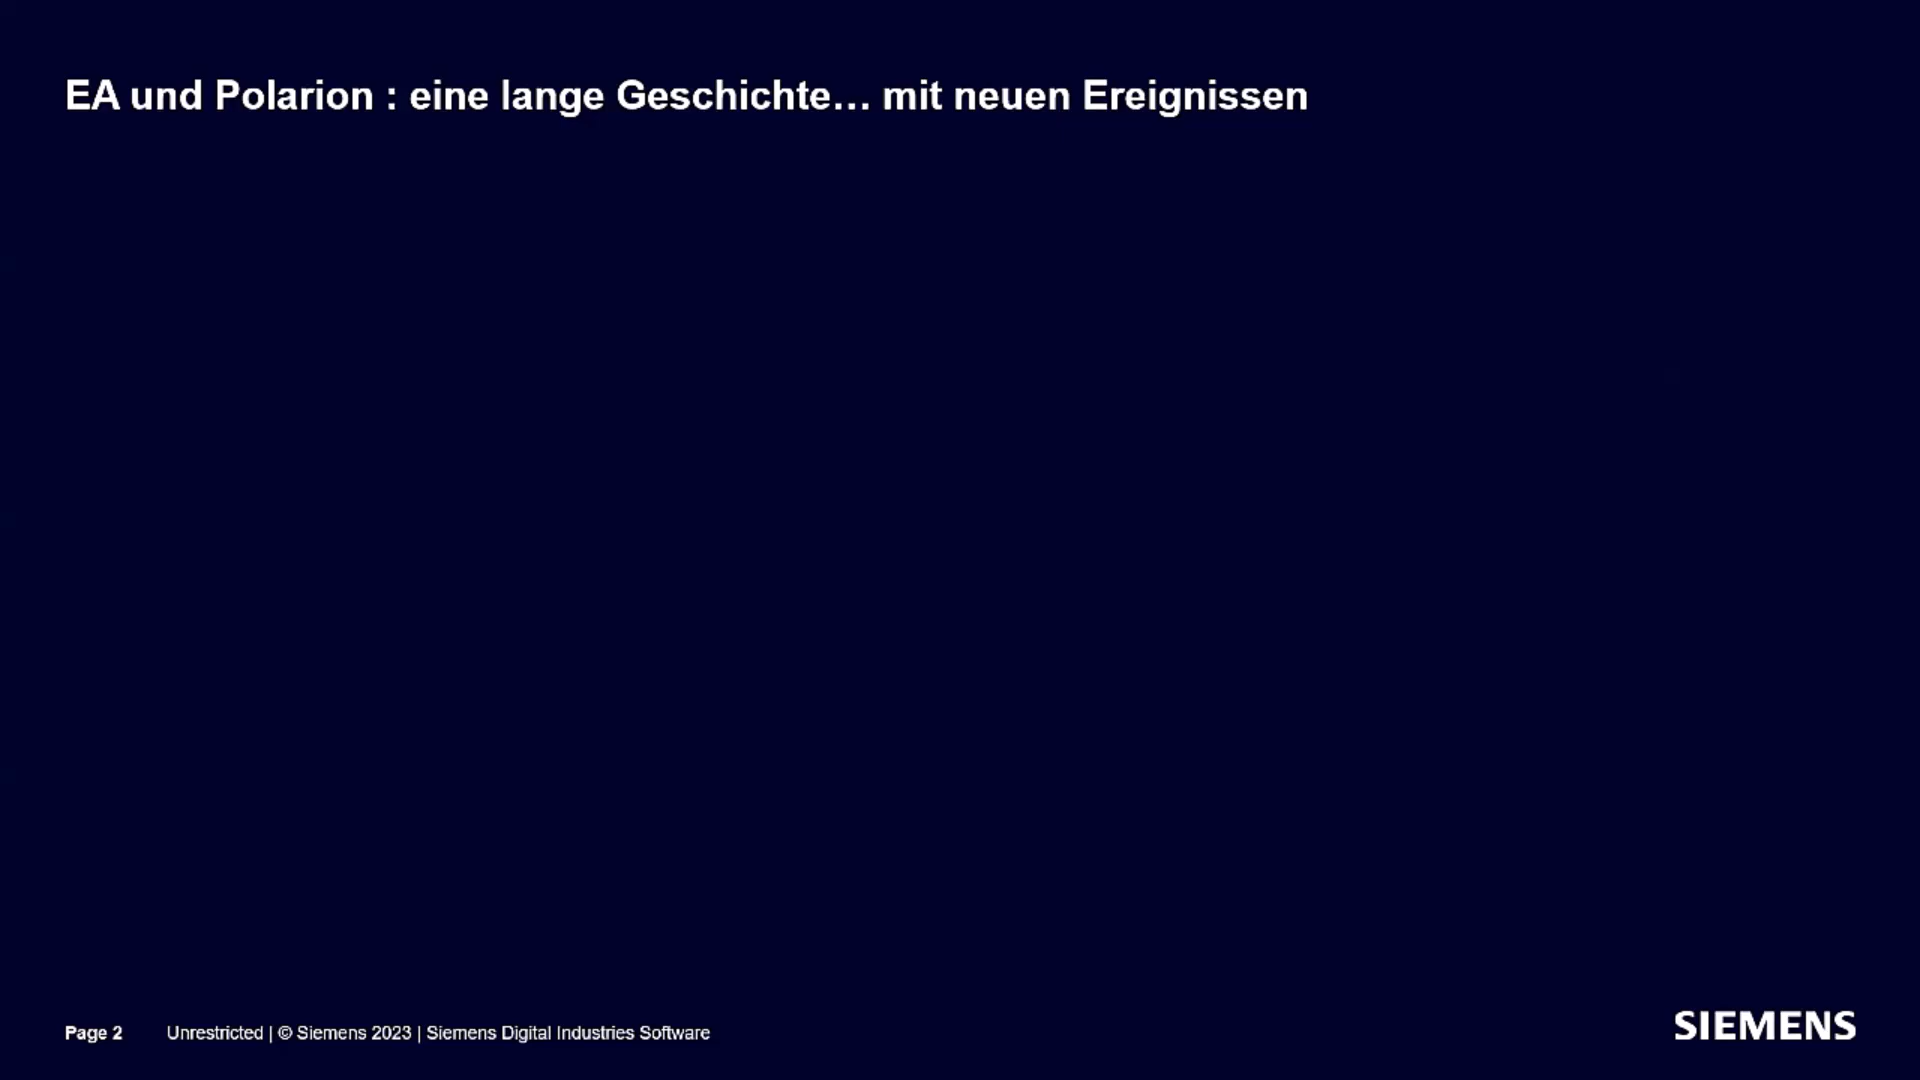 EA und Polarion : eine lange Geschichte… mit neuen Ereignissen
Page 2 Unrestricted | © Siemens 2023 | Siemens Digital Industries Software
SIEMENS